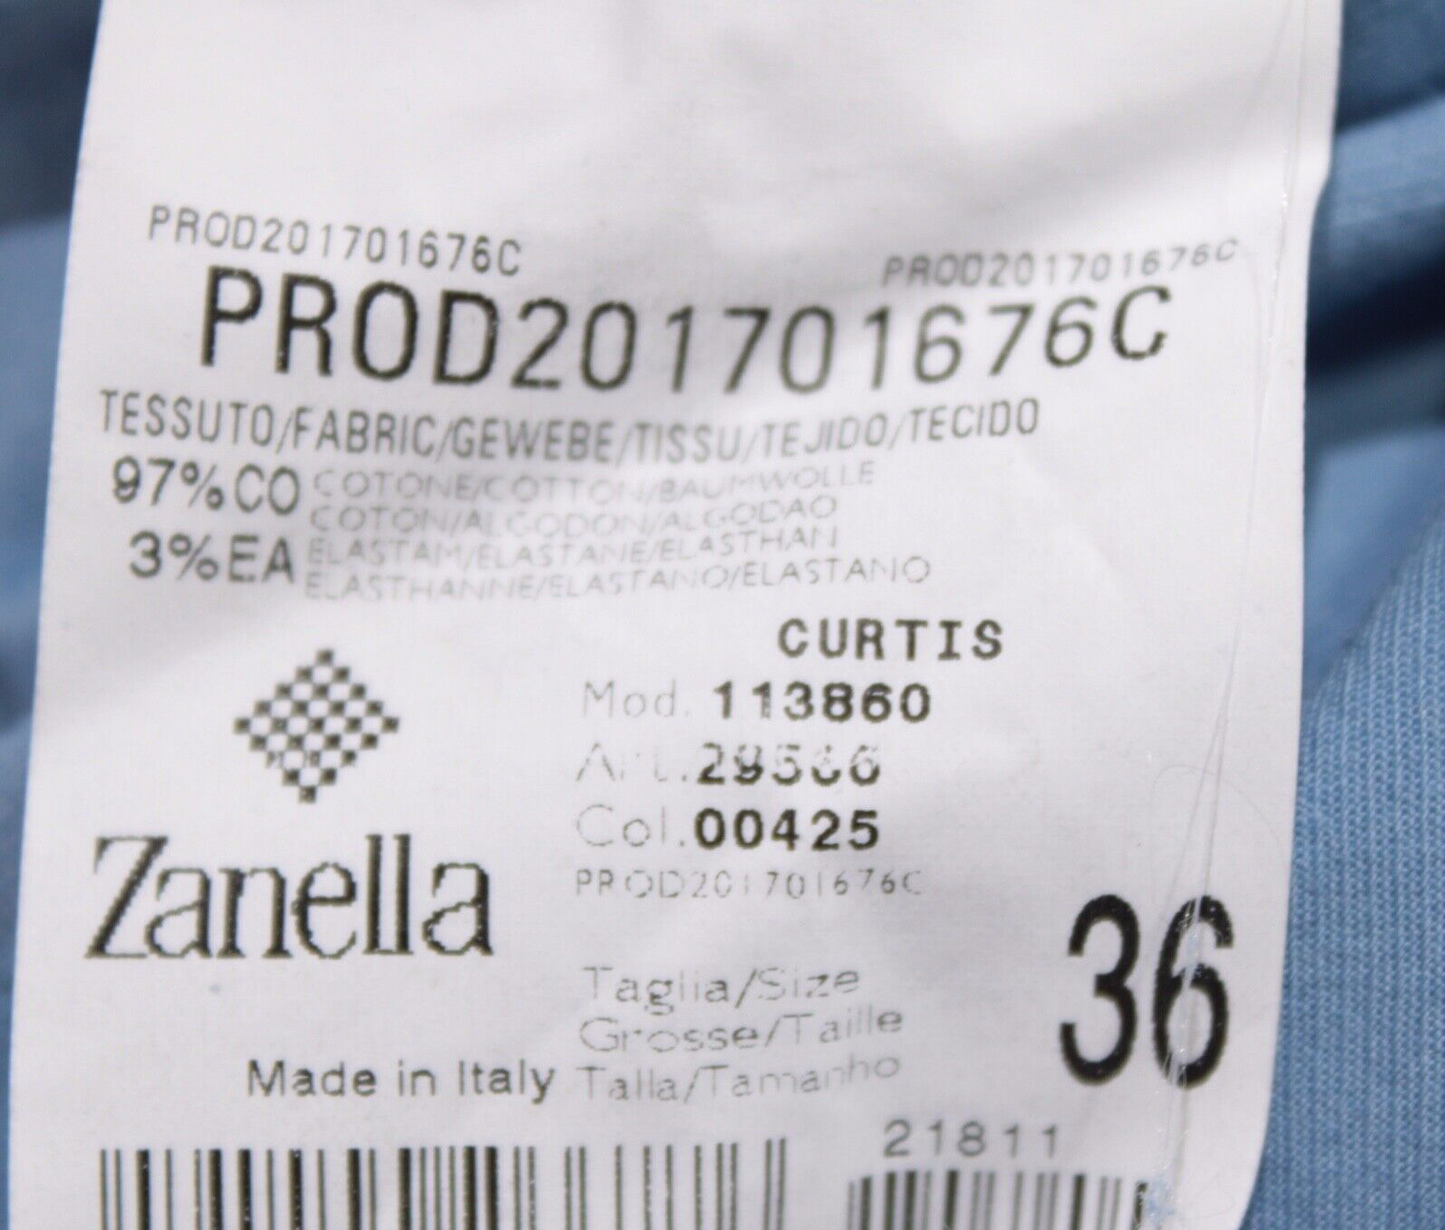 PROD201701676C
PROD201701676C
PROD201701676C
TESSUTO/FABRIC/GEWEBE/TISSU/TEJIDO/TECIDO
97%CO COTONE/COTTON/BAUMWOLLE
COTON/ALGODON/ALGODAO
3%EA ELASTAM/ELASTANE/ELASTHAN
ELASTHANNE/ELASTANO/ELASTANO
CURTIS
Mod. 113860
Art.
Col. 00425
PROD201701676C
Zanella
Taglia/Size
Grosse/Taille
Talla/Tamanho
36
Made in Italy
21811